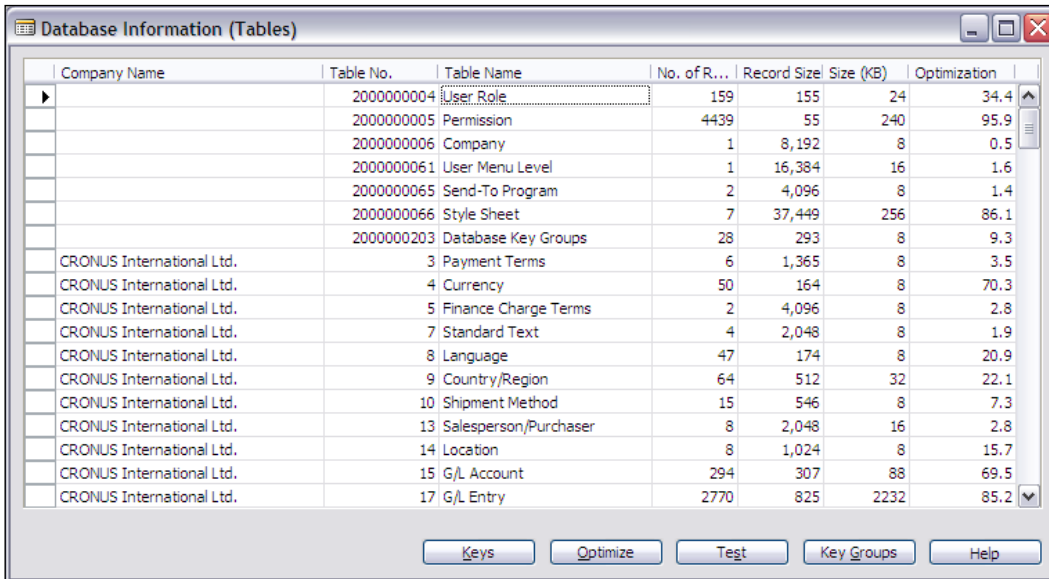 Database Information (Tables)
Company Name Table No. Table Name No. of R... Record Size Size (KB) Optimization
2000000004 User Role 159 155 24 34.4
2000000005 Permission 4439 55 240 95.9
2000000006 Company 1 8,192 8 0.5
2000000061 User Menu Level 1 16,384 16 1.6
2000000065 Send-To Program 2 4,096 8 1.4
2000000066 Style Sheet 7 37,449 256 86.1
2000000203 Database Key Groups 28 293 8 9.3
CRONUS International Ltd. 3 Payment Terms 6 1,365 8 3.5
CRONUS International Ltd. 4 Currency 50 164 8 70.3
CRONUS International Ltd. 5 Finance Charge Terms 2 4,096 8 2.8
CRONUS International Ltd. 7 Standard Text 4 2,048 8 1.9
CRONUS International Ltd. 8 Language 47 174 8 20.9
CRONUS International Ltd. 9 Country/Region 64 512 32 22.1
CRONUS International Ltd. 10 Shipment Method 15 546 8 7.3
CRONUS International Ltd. 13 Salesperson/Purchaser 8 2,048 16 2.8
CRONUS International Ltd. 14 Location 8 1,024 8 15.7
CRONUS International Ltd. 15 G/L Account 294 307 88 69.5
CRONUS International Ltd. 17 G/L Entry 2770 825 2232 85.2
Keys Optimize Test Key Groups Help